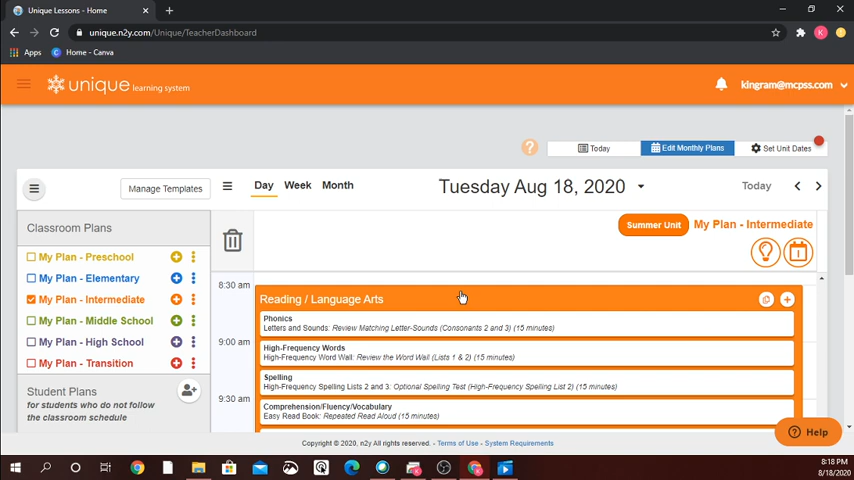 Unique Lessons - Home
unique.n2y.com/Unique/TeacherDashboard
Apps Home - Canva
K
unique learning system
kingram@mcpss.com
?
Today Edit Monthly Plans Set Unit Dates
Manage Templates
Day Week Month
Tuesday Aug 18, 2020
Today
Classroom Plans
Summer Unit My Plan - Intermediate
My Plan - Preschool
My Plan - Elementary
My Plan - Intermediate
My Plan - Middle School
My Plan - High School
My Plan - Transition
Student Plans
for students who do not follow
the classroom schedule
8:30 am
9:00 am
9:30 am
Reading / Language Arts
Phonics
Letters and Sounds: Review Matching Letter-Sounds (Consonants 2 and 3) (15 minutes)
High-Frequency Words
High-Frequency Word Wall: Review the Word Wall (Lists 1 & 2) (15 minutes)
Spelling
High-Frequency Spelling Lists 2 and 3: Optional Spelling Test (High-Frequency Spelling List 2) (15 minutes)
Comprehension/Fluency/Vocabulary
Easy Read Book: Repeated Read Aloud (15 minutes)
Help
Copyright © 2020, n2y All rights reserved. - Terms of Use - System Requirements
8:18 PM
8/18/2020